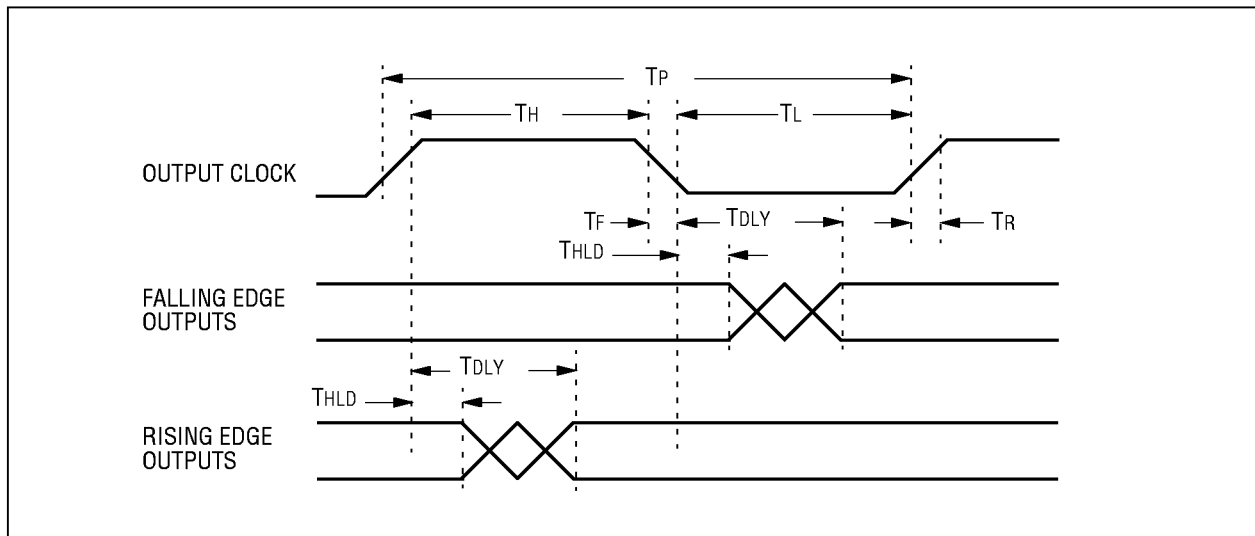 TP
TH
TL
OUTPUT CLOCK
TF
TDLY
TR
THLD
FALLING EDGE
OUTPUTS
TDLY
THLD
RISING EDGE
OUTPUTS